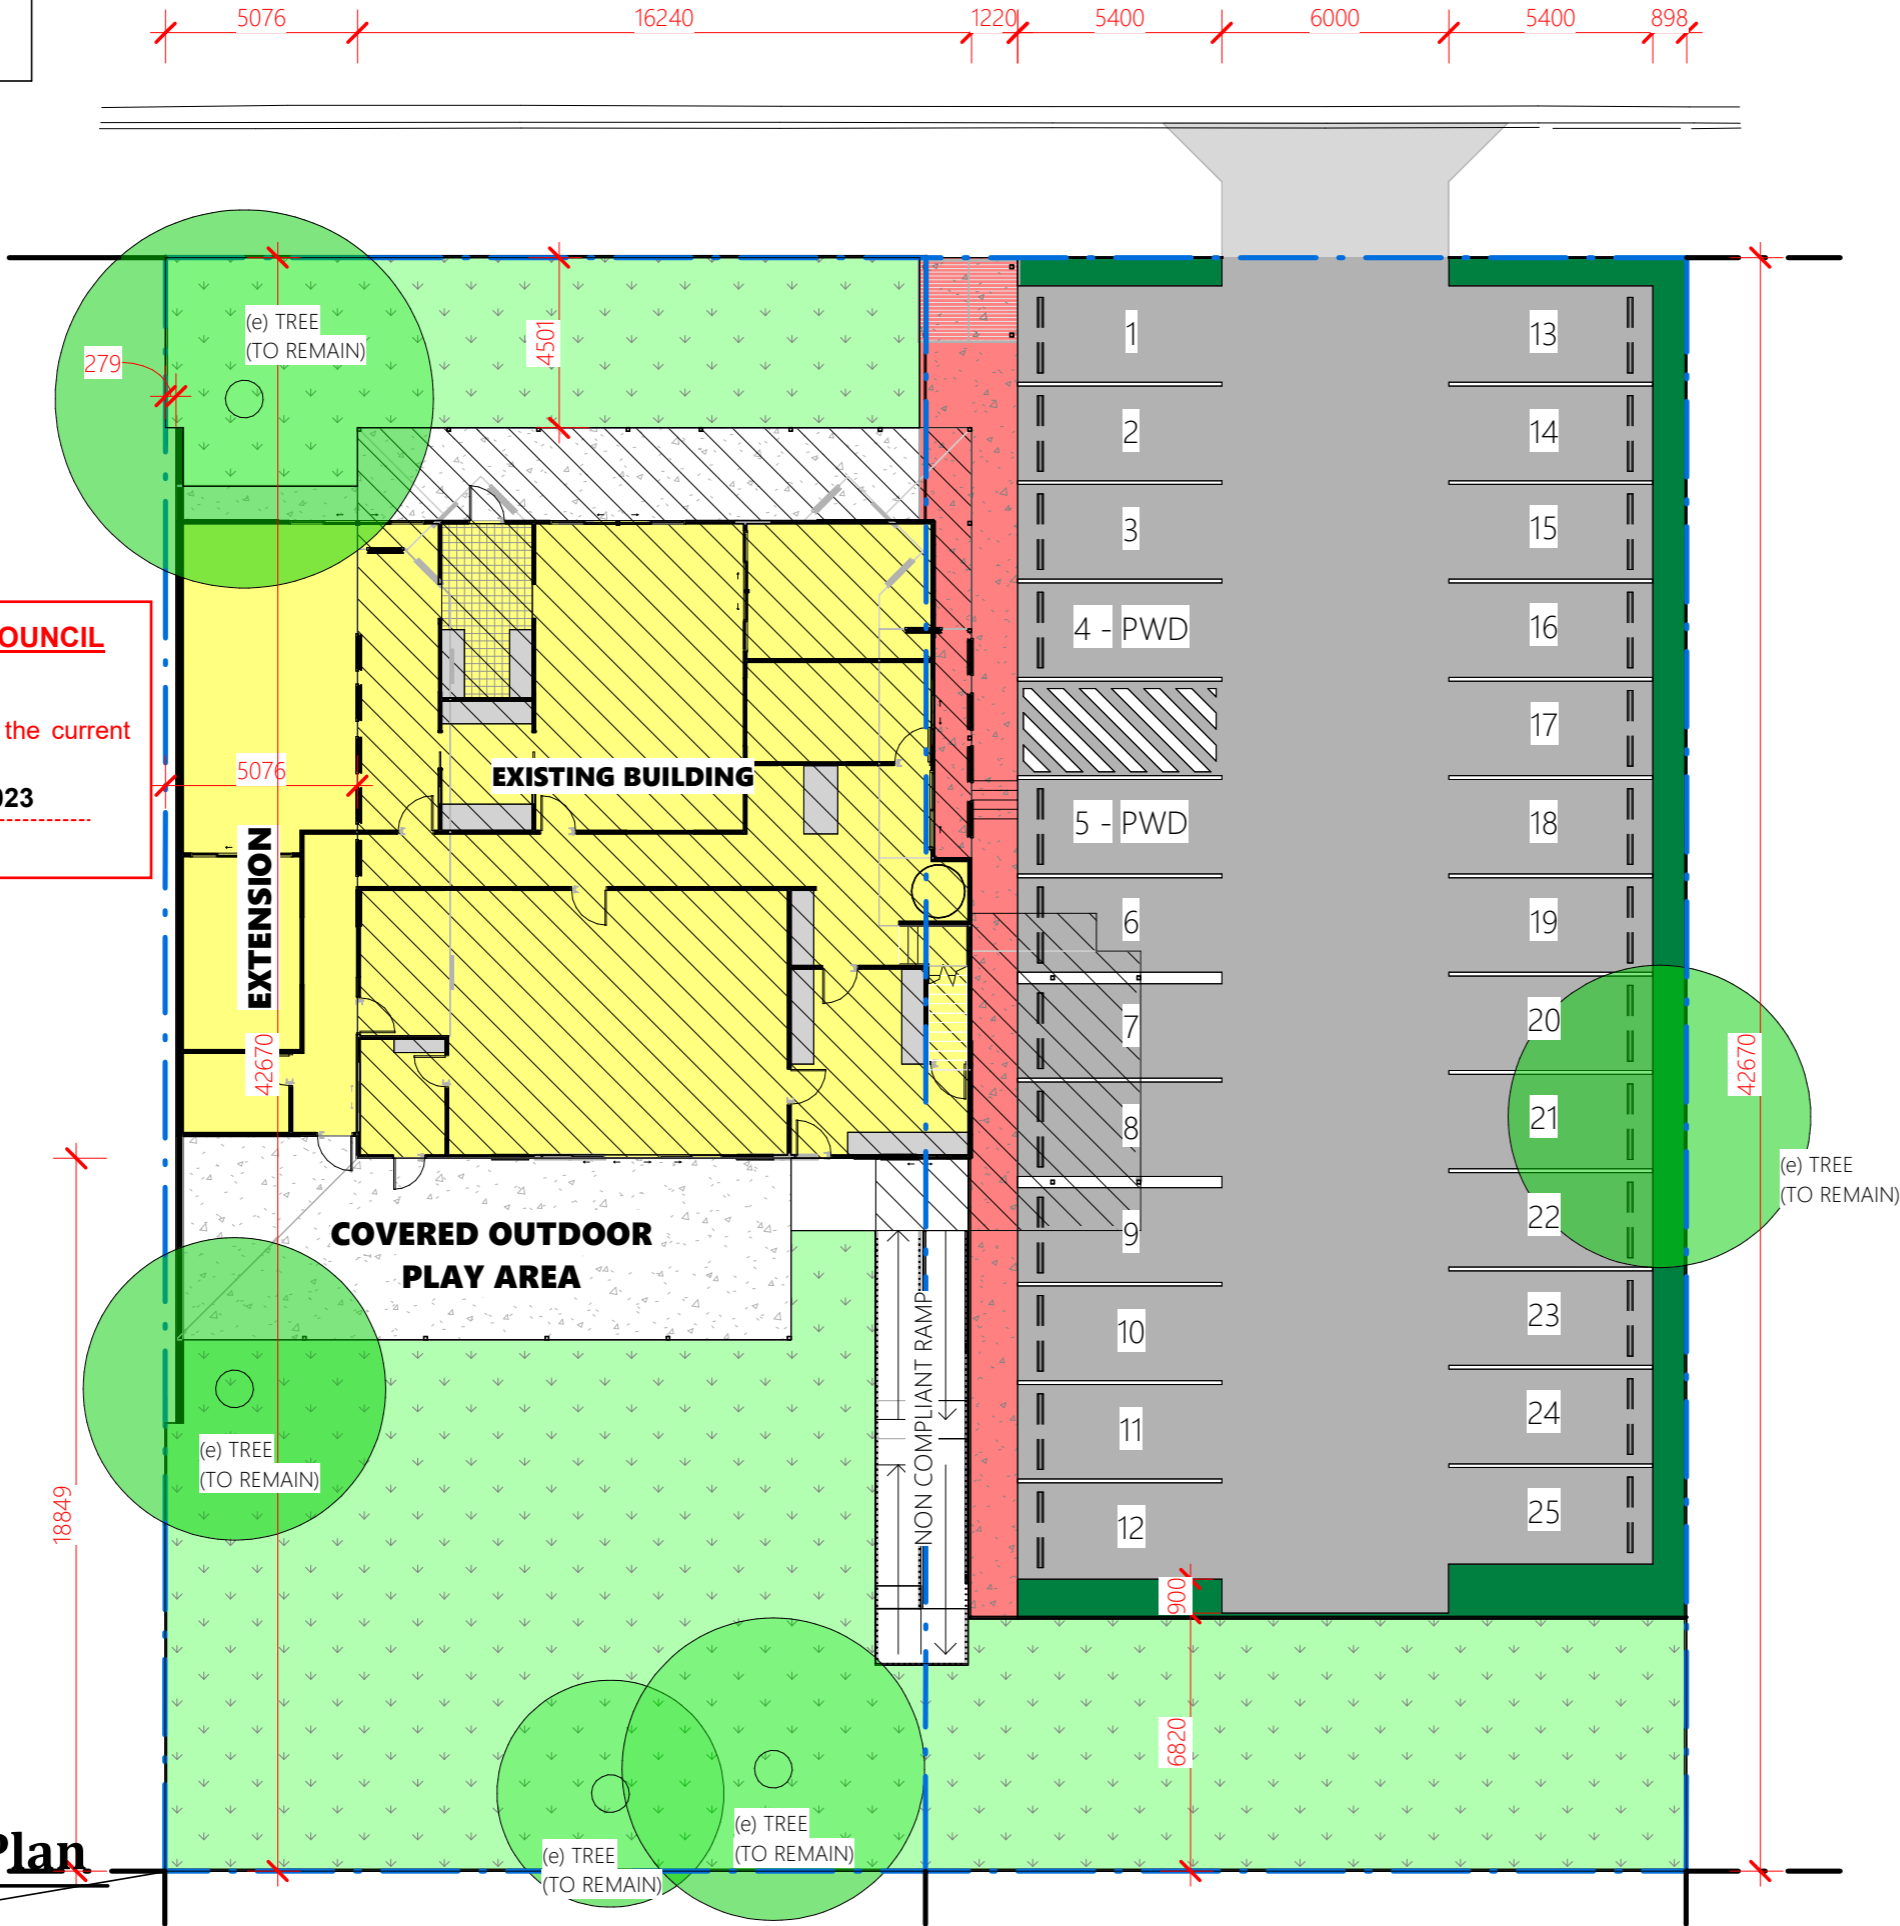 5076
16240
1220
5400
6000
5400
898
(e) TREE
(TO REMAIN)
279
4501
1
2
3
4 - PWD
5 - PWD
6
7
8
9
10
11
12
13
14
15
16
17
18
19
20
21
22
23
24
25
OUNCIL
the current
023
5076
EXISTING BUILDING
EXTENSION
42670
42670
(e) TREE
(TO REMAIN)
COVERED OUTDOOR
PLAY AREA
NON COMPLIANT RAMP
(e) TREE
(TO REMAIN)
18849
900
6820
(e) TREE
(TO REMAIN)
(e) TREE
(TO REMAIN)
Plan